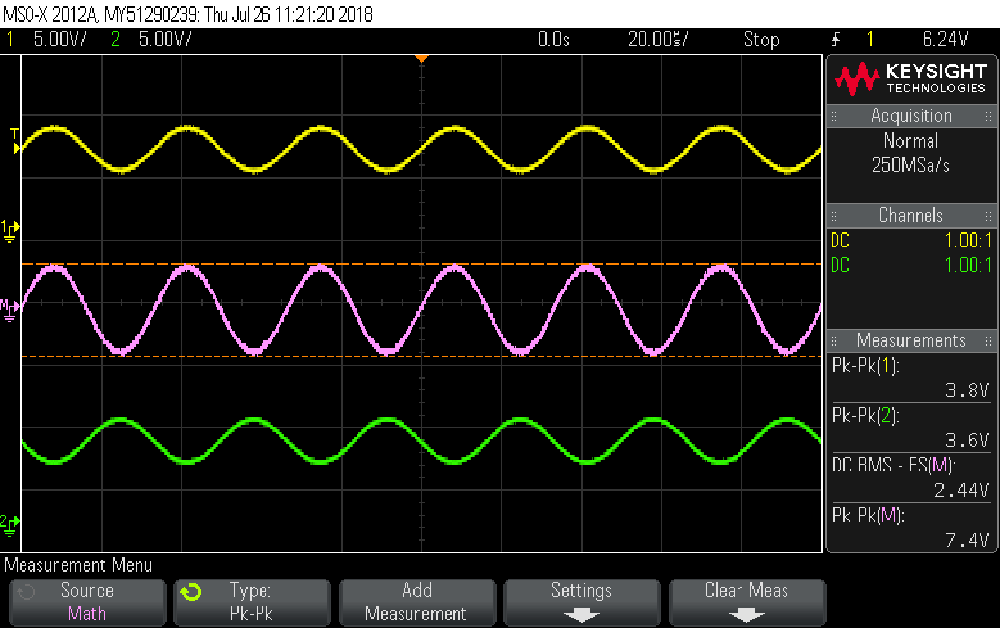 MSO-X 2012A, MY51290239: Thu Jul 26 11:21:20 2018
1 5.00V/ 2 5.00V/ 0.0s 20.00us/ Stop 1 6.24V
KEYSIGHT
TECHNOLOGIES
Acquisition
Normal
250MSa/s
Channels
DC 1.00:1
DC 1.00:1
Measurements
Pk-Pk(1):
3.8V
Pk-Pk(2):
3.6V
DC RMS - FS(M):
2.44V
Pk-Pk(M):
7.4V
T
1
M
2
Measurement Menu
Source
Math
Type:
Pk-Pk
Add
Measurement
Settings
Clear Meas